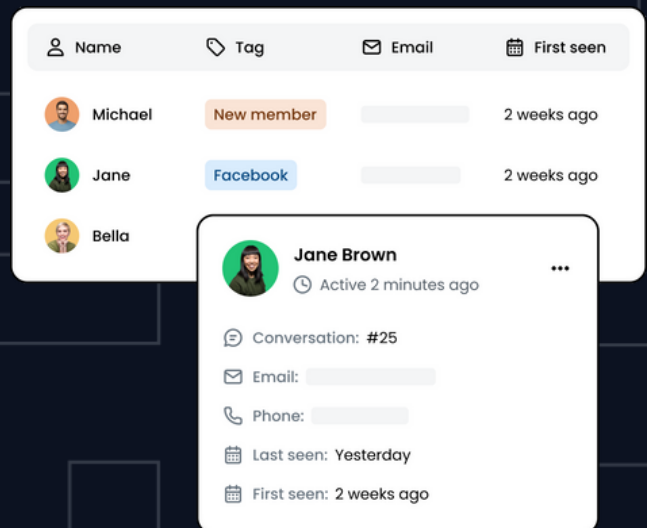 Name Tag Email First seen
Michael New member 2 weeks ago
Jane Facebook 2 weeks ago
Bella
Jane Brown
Active 2 minutes ago
Conversation: #25
Email:
Phone:
Last seen: Yesterday
First seen: 2 weeks ago